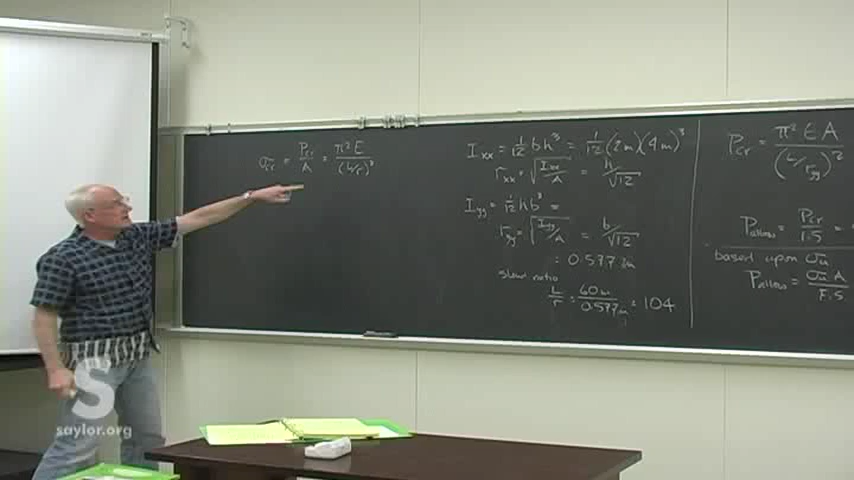 σcr = Pcr/A = π²E/(L/r)²
Ixx = 1/12 bh³ = 1/12 (2in)(4in)³
rxx = √(Ixx/A) = h/√12
Iyy = 1/12 hb³ =
ryy = √(Iyy/A) = b/√12
= 0.577 in
slend ratio
L/r = 60in/0.577in = 104
Pcr = π²EA/(L/ryy)²
Pallow = Pcr/1.5 =
based upon σu
Pallow = σu A/F.S
S
saylor.org